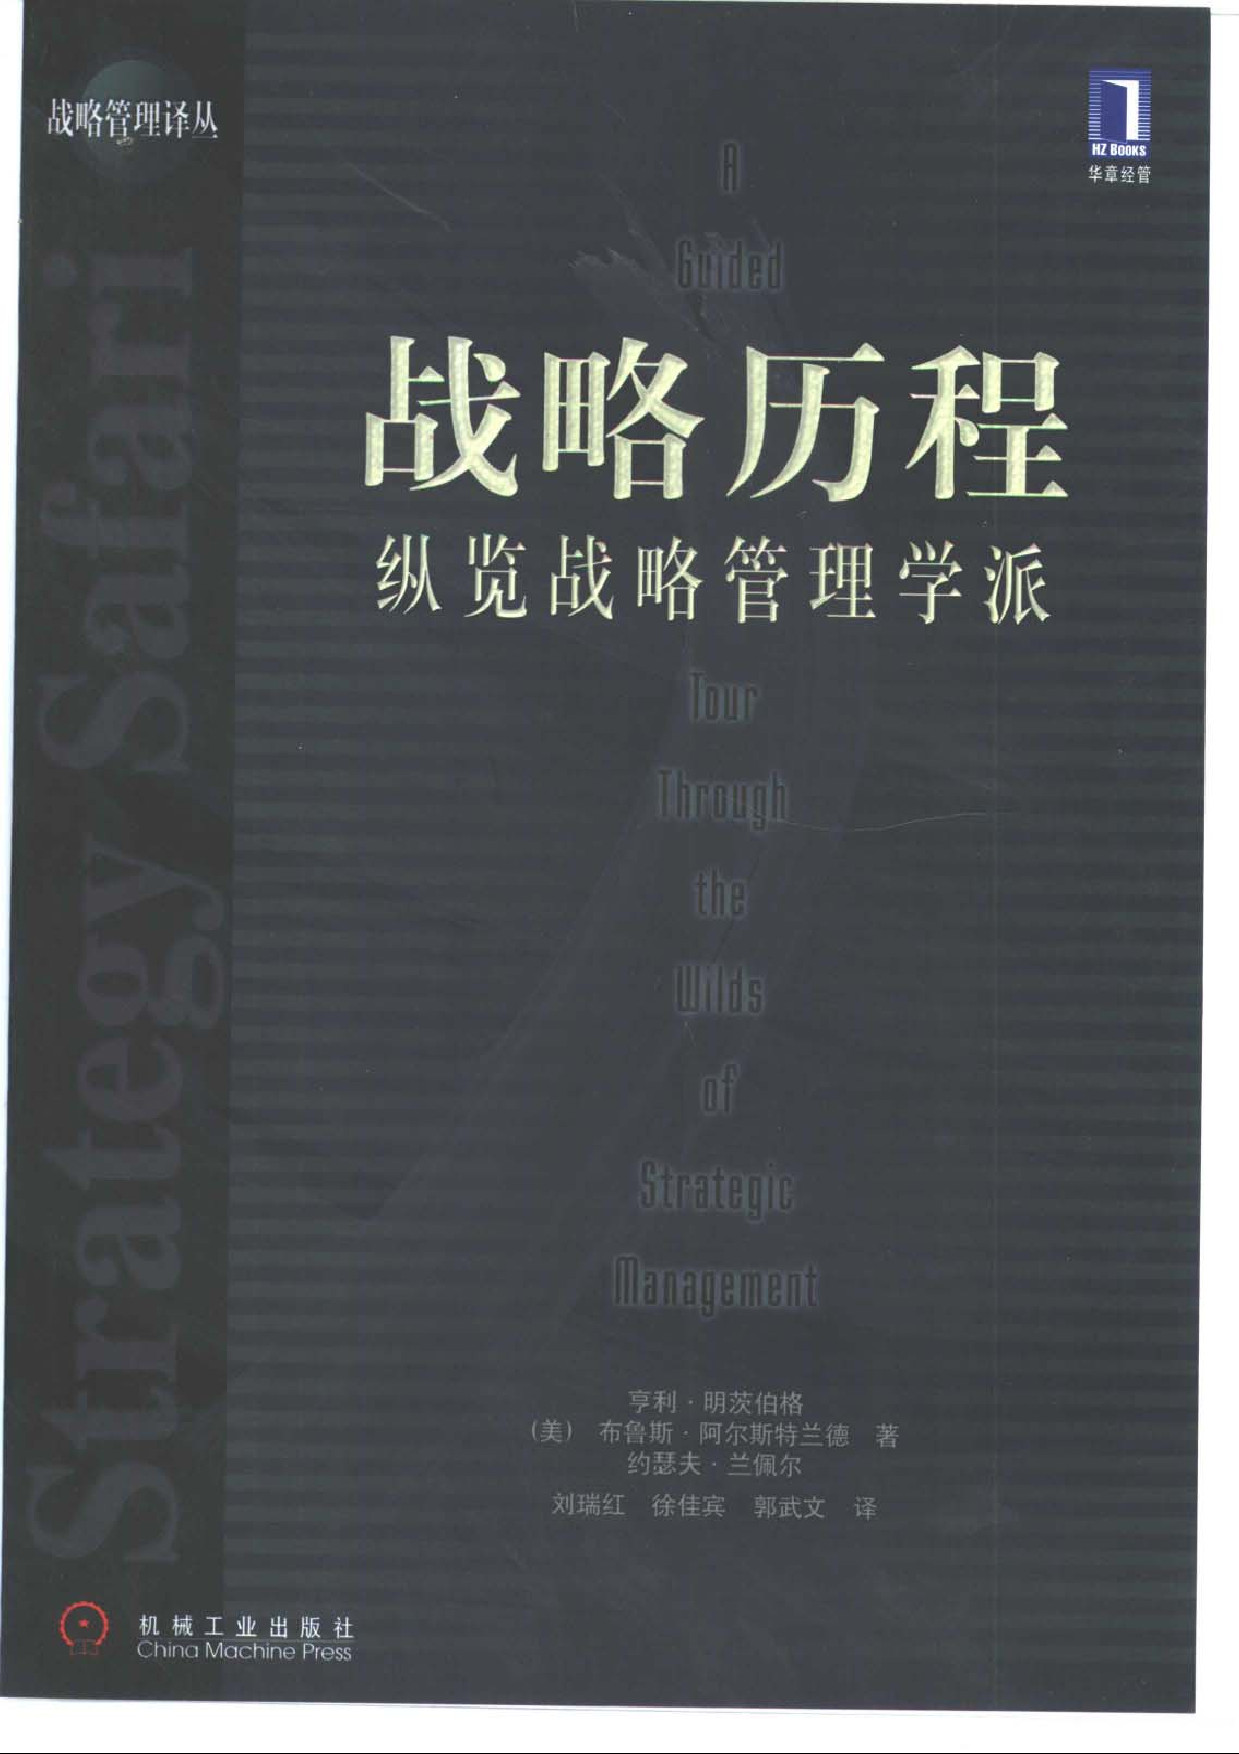 战略管理译丛
HZ BOOKS
华章经管
A
Guided
战略历程
纵览战略管理学派
Tour
Through
the
Wilds
of
Strategic
Management
Strategy Safari
亨利·明茨伯格
(美) 布鲁斯·阿尔斯特兰德 著
约瑟夫·兰佩尔
刘瑞红 徐佳宾 郭武文 译
机械工业出版社
China Machine Press